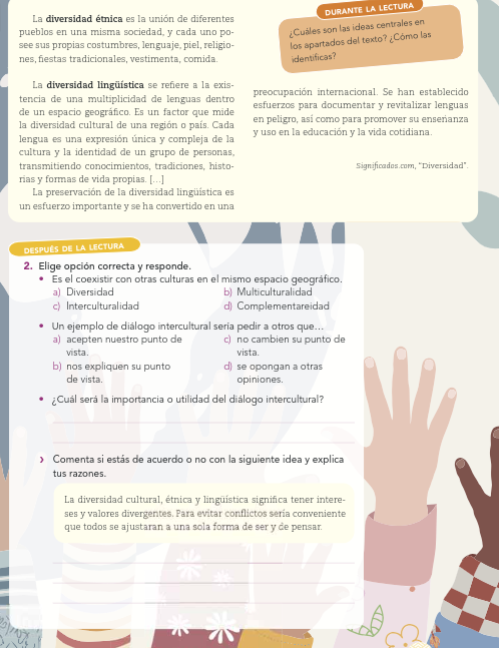 La diversidad étnica es la unión de diferentes
pueblos en una misma sociedad, y cada uno po-
see sus propias costumbres, lenguaje, piel, religio-
nes, fiestas tradicionales, vestimenta, comida.
La diversidad lingüística se refiere a la exis-
tencia de una multiplicidad de lenguas dentro
de un espacio geográfico. Es un factor que mide
la diversidad cultural de una región o país. Cada
lengua es una expresión única y compleja de la
cultura y la identidad de un grupo de personas,
transmitiendo conocimientos, tradiciones, histo-
rias y formas de vida propias. [...]
La preservación de la diversidad lingüística es
un esfuerzo importante y se ha convertido en una
DURANTE LA LECTURA
¿Cuáles son las ideas centrales en
los apartados del texto? ¿Cómo las
identificas?
preocupación internacional. Se han establecido
esfuerzos para documentar y revitalizar lenguas
en peligro, así como para promover su enseñanza
y uso en la educación y la vida cotidiana.
Significados.com, "Diversidad".
DESPUÉS DE LA LECTURA
2. Elige opción correcta y responde.
• Es el coexistir con otras culturas en el mismo espacio geográfico.
a) Diversidad b) Multiculturalidad
c) Interculturalidad d) Complementareidad
• Un ejemplo de diálogo intercultural sería pedir a otros que...
a) acepten nuestro punto de c) no cambien su punto de
vista. vista.
b) nos expliquen su punto d) se opongan a otras
de vista. opiniones.
• ¿Cuál será la importancia o utilidad del diálogo intercultural?
› Comenta si estás de acuerdo o no con la siguiente idea y explica
tus razones.
La diversidad cultural, étnica y lingüística significa tener intere-
ses y valores divergentes. Para evitar conflictos sería conveniente
que todos se ajustaran a una sola forma de ser y de pensar.